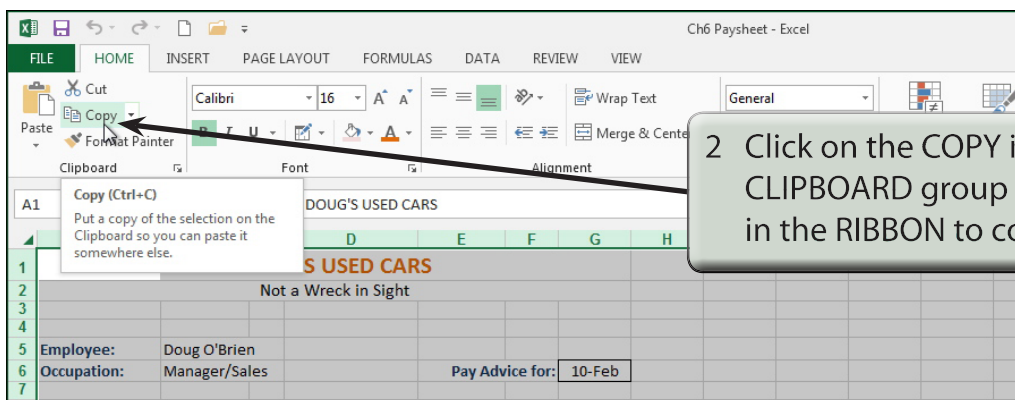 Ch6 Paysheet - Excel
FILE HOME INSERT PAGE LAYOUT FORMULAS DATA REVIEW VIEW
Cut
Copy
Format Painter
Paste
Clipboard
Calibri 16 A A
B I U A
Font
Wrap Text
Merge & Cente
Alignment
General
2 Click on the COPY i
CLIPBOARD group
in the RIBBON to co
Copy (Ctrl+C)
Put a copy of the selection on the
Clipboard so you can paste it
somewhere else.
A1 DOUG'S USED CARS
D E F G H
1 S USED CARS
2 Not a Wreck in Sight
3
4
5 Employee: Doug O'Brien
6 Occupation: Manager/Sales Pay Advice for: 10-Feb
7